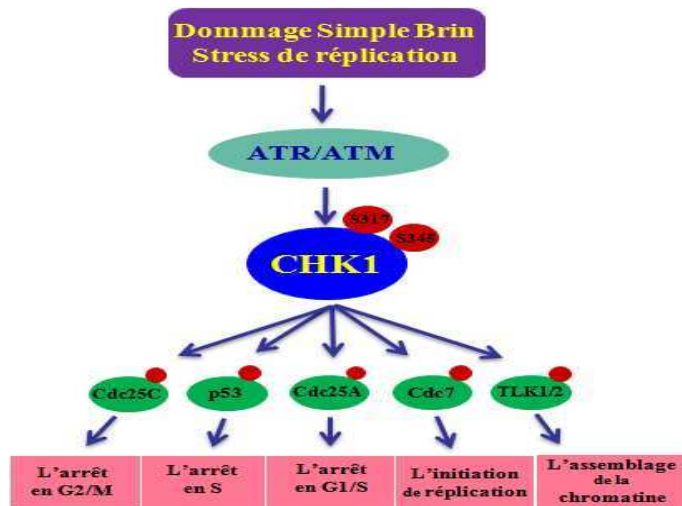 Dommage Simple Brin
Stress de réplication
ATR/ATM
S317
S345
CHK1
Cdc25C
p53
Cdc25A
Cdc7
TLK1/2
L'arrêt
en G2/M
L'arrêt
en S
L'arrêt
en G1/S
L'initiation
de réplication
L'assemblage
de la
chromatine